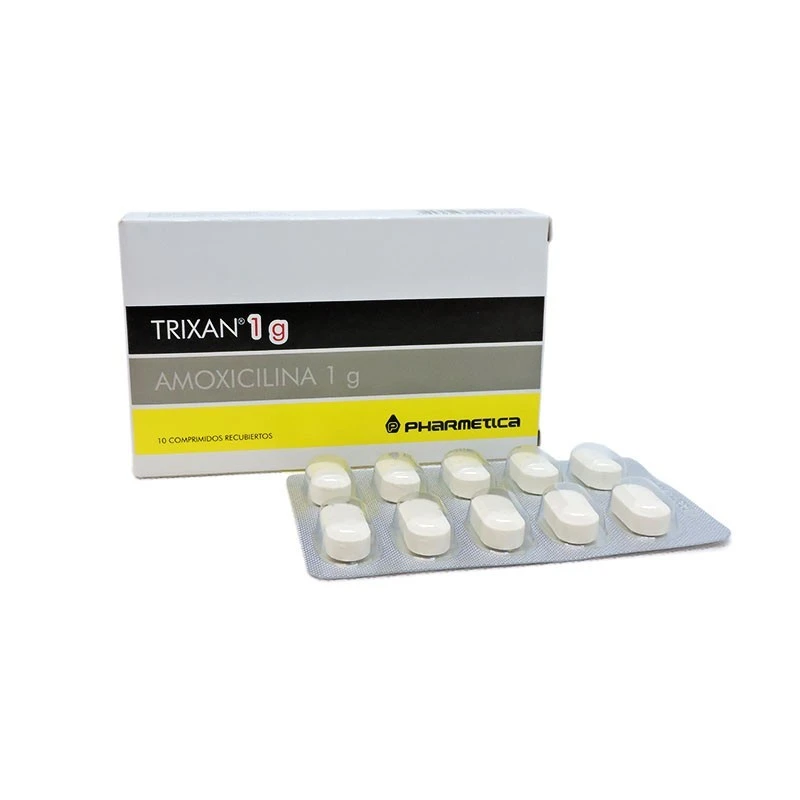 TRIXAN® 1 g
AMOXICILINA 1 g
10 COMPRIMIDOS RECUBIERTOS
PHARMETICA